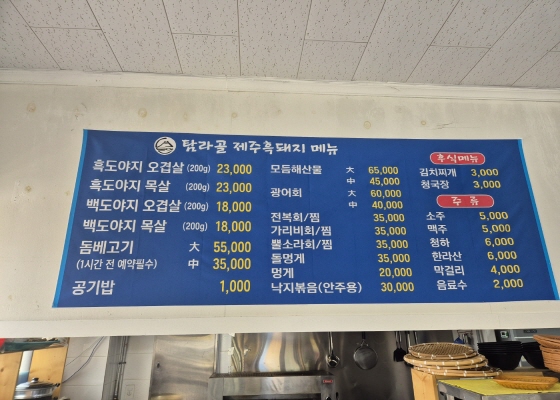 탐라골 제주흑돼지 메뉴
흑도야지 오겹살 (200g) 23,000
흑도야지 목살 (200g) 23,000
백도야지 오겹살 (200g) 18,000
백도야지 목살 (200g) 18,000
돔베고기 大 55,000
(1시간 전 예약필수) 中 35,000
공기밥 1,000
모듬해산물 大 65,000
中 45,000
광어회 大 60,000
中 40,000
전복회/찜 35,000
가리비회/찜 35,000
뿔소라회/찜 35,000
돌멍게 35,000
멍게 20,000
낙지볶음(안주용) 30,000
후식메뉴
김치찌개 3,000
청국장 3,000
주 류
소주 5,000
맥주 5,000
청하 6,000
한라산 6,000
막걸리 4,000
음료수 2,000